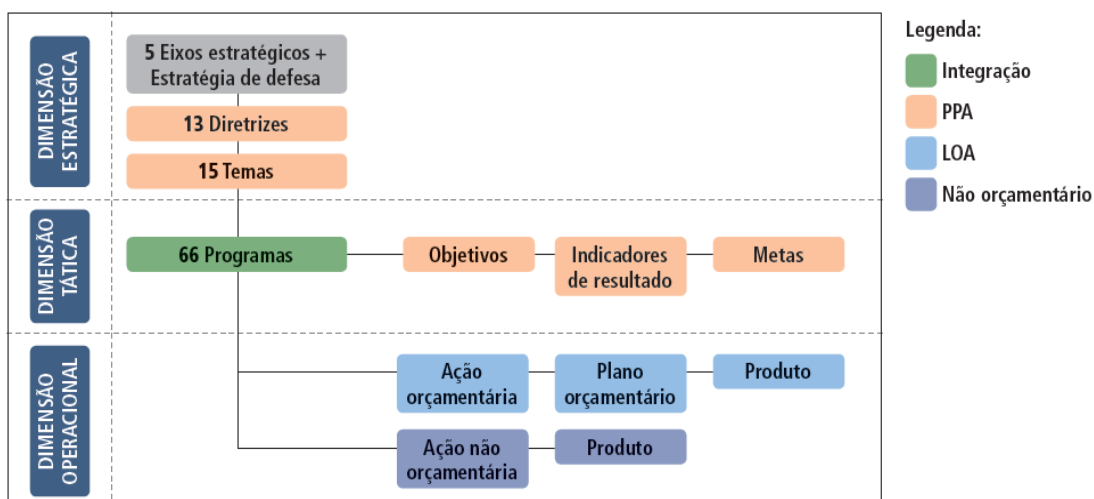 DIMENSÃO
ESTRATÉGICA
5 Eixos estratégicos +
Estratégia de defesa
13 Diretrizes
15 Temas
DIMENSÃO
TÁTICA
66 Programas
Objetivos
Indicadores
de resultado
Metas
DIMENSÃO
OPERACIONAL
Ação
orçamentária
Plano
orçamentário
Produto
Ação não
orçamentária
Produto
Legenda:
Integração
PPA
LOA
Não orçamentário